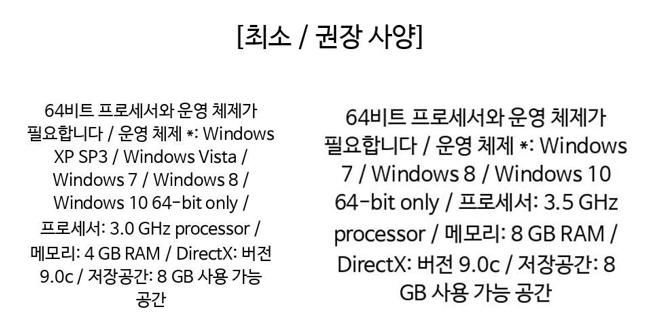 [최소 / 권장 사양]
64비트 프로세서와 운영 체제가
필요합니다 / 운영 체제 *: Windows
XP SP3 / Windows Vista /
Windows 7 / Windows 8 /
Windows 10 64-bit only /
프로세서: 3.0 GHz processor /
메모리: 4 GB RAM / DirectX: 버전
9.0c / 저장공간: 8 GB 사용 가능
공간
64비트 프로세서와 운영 체제가
필요합니다 / 운영 체제 *: Windows
7 / Windows 8 / Windows 10
64-bit only / 프로세서: 3.5 GHz
processor / 메모리: 8 GB RAM /
DirectX: 버전 9.0c / 저장공간: 8
GB 사용 가능 공간